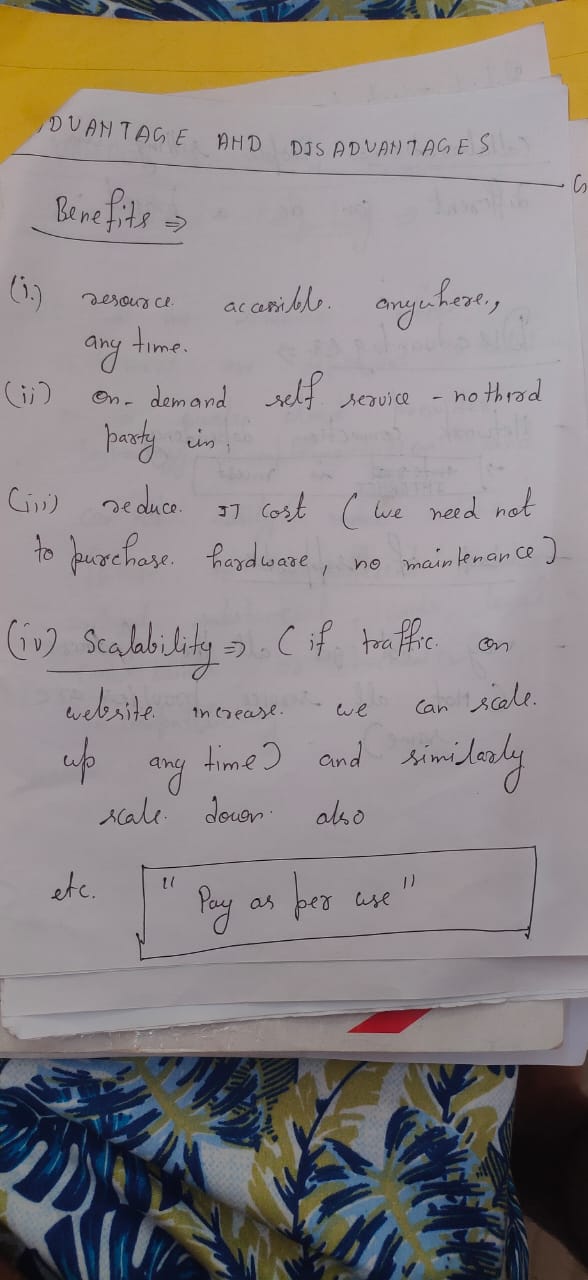 ADVANTAGE AND DISADVANTAGES
Benefits ⇒
(i.) resource accessible. anywhere,
any time.
(ii) on-demand self service - no third
party in
(iii) reduce. IT cost ( we need not
to purchase. hardware, no maintenance )
(iv) Scalability ⇒ ( if traffic. on
website. increase. we can scale.
up any time ) and similarly
scale. down. also
etc. "Pay as per use"